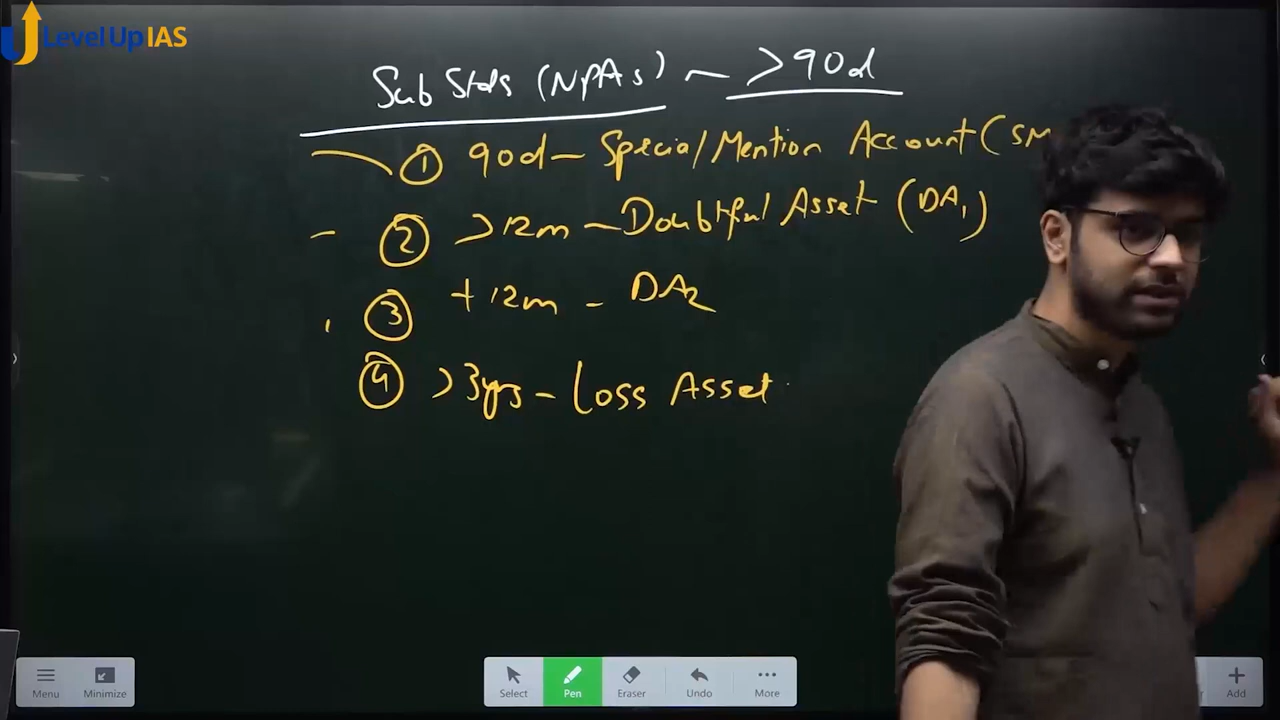 LevelUp IAS
Sub Stds (NPAs) ~ >90d
① 90d – Special Mention Account (SM
② >12m – Doubtful Asset (DA₁)
③ +12m – DA₂
④ >3yrs – Loss Asset
Menu
Minimize
Select
Pen
Eraser
Undo
More
Add